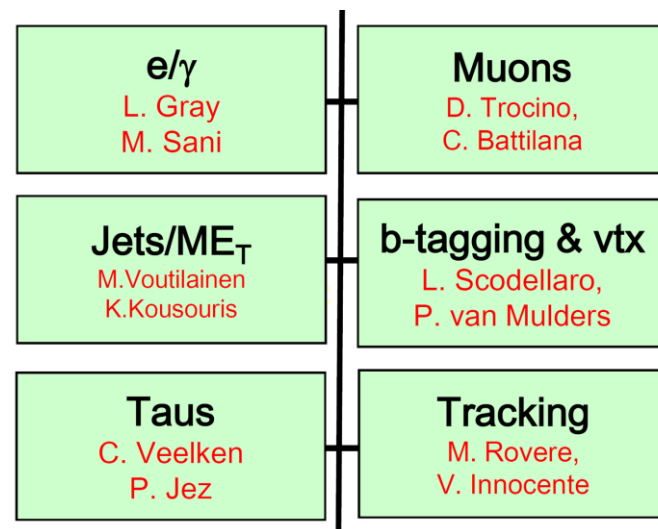 e/γ
L. Gray
M. Sani
Muons
D. Trocino,
C. Battilana
Jets/ME_T
M.Voutilainen
K.Kousouris
b-tagging & vtx
L. Scodellaro,
P. van Mulders
Taus
C. Veelken
P. Jez
Tracking
M. Rovere,
V. Innocente